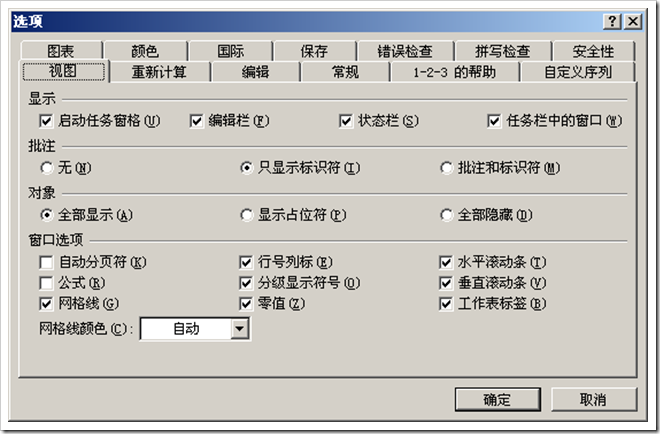 选项
图表 颜色 国际 保存 错误检查 拼写检查 安全性
视图 重新计算 编辑 常规 1-2-3 的帮助 自定义序列
显示
启动任务窗格(U) 编辑栏(F) 状态栏(S) 任务栏中的窗口(W)
批注
无(N) 只显示标识符(I) 批注和标识符(M)
对象
全部显示(A) 显示占位符(P) 全部隐藏(D)
窗口选项
自动分页符(K) 行号列标(E) 水平滚动条(T)
公式(R) 分级显示符号(O) 垂直滚动条(V)
网格线(G) 零值(Z) 工作表标签(B)
网格线颜色(C): 自动
确定 取消